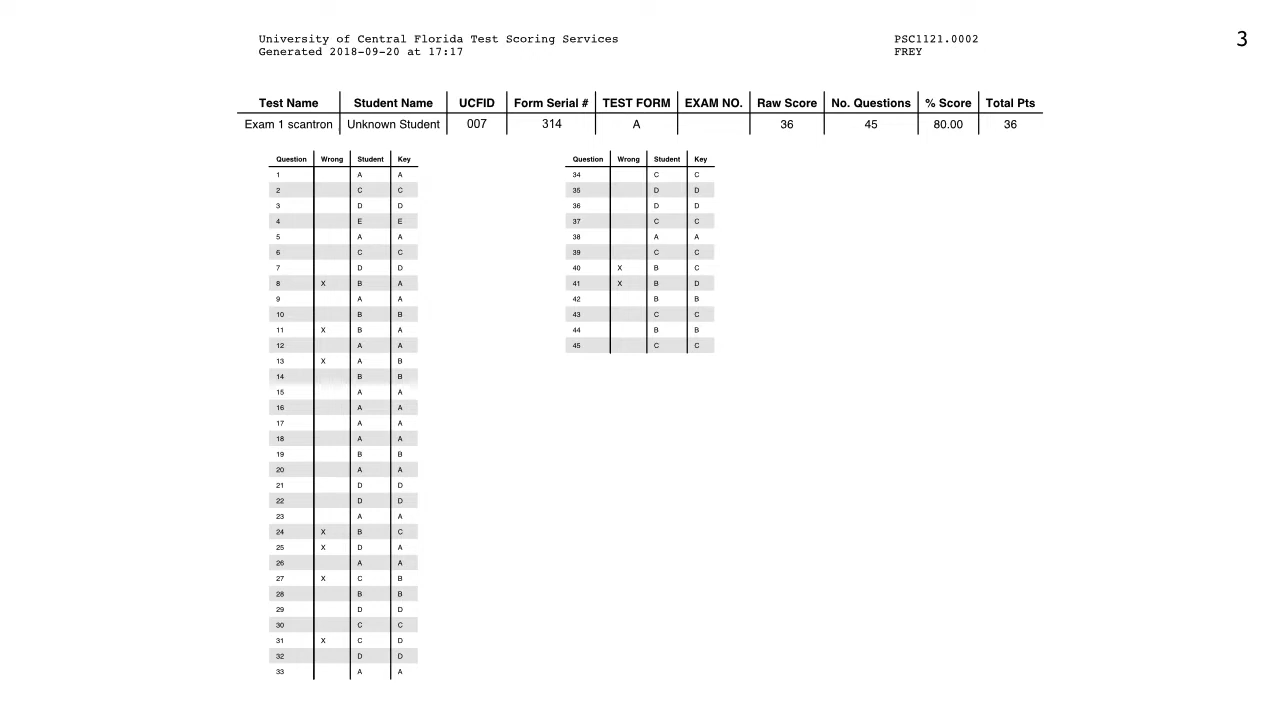 University of Central Florida Test Scoring Services
Generated 2018-09-20 at 17:17
PSC1121.0002
FREY
3
Test Name Student Name UCFID Form Serial # TEST FORM EXAM NO. Raw Score No. Questions % Score Total Pts
Exam 1 scantron Unknown Student 007 314 A 36 45 80.00 36
Question Wrong Student Key
1 A A
2 C C
3 D D
4 E E
5 A A
6 C C
7 D D
8 X B A
9 A A
10 B B
11 X B A
12 A A
13 X A B
14 B B
15 A A
16 A A
17 A A
18 A A
19 B B
20 A A
21 D D
22 D D
23 A A
24 X B C
25 X D A
26 A A
27 X C B
28 B B
29 D D
30 C C
31 X C D
32 D D
33 A A
Question Wrong Student Key
34 C C
35 D D
36 D D
37 C C
38 A A
39 C C
40 X B C
41 X B D
42 B B
43 C C
44 B B
45 C C